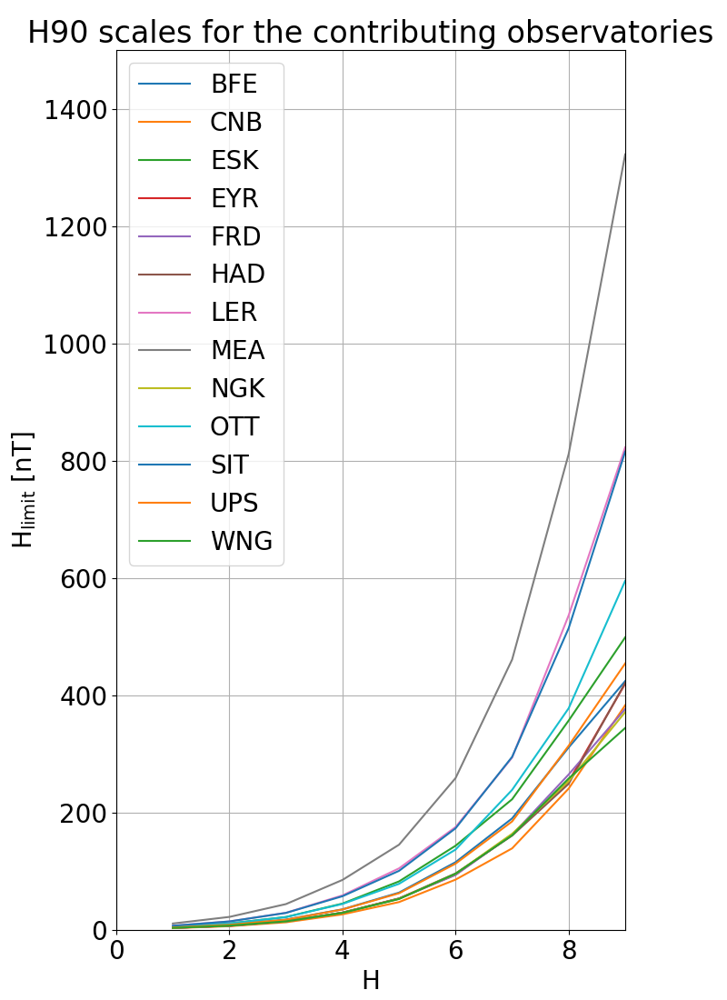 H90 scales for the contributing observatories
1400
1200
1000
800
600
400
200
0
H_limit [nT]
BFE
CNB
ESK
EYR
FRD
HAD
LER
MEA
NGK
OTT
SIT
UPS
WNG
0 2 4 6 8
H